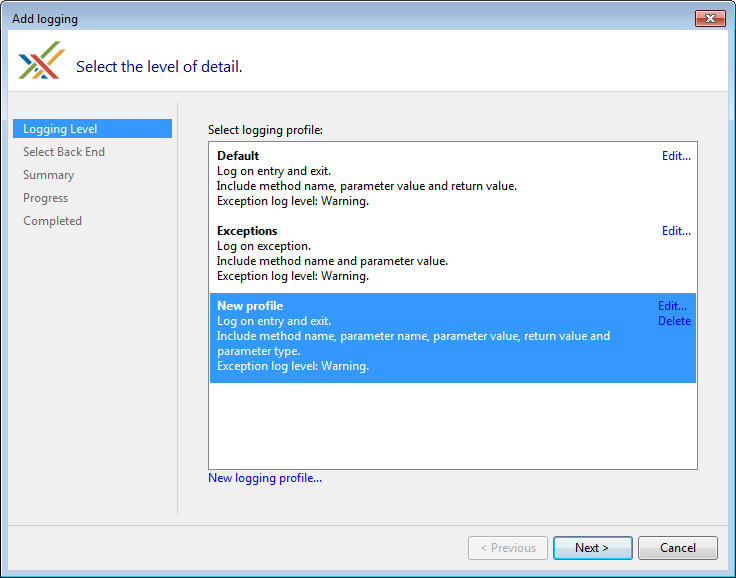 Add logging
Select the level of detail.
Logging Level
Select Back End
Summary
Progress
Completed
Select logging profile:
Default Edit...
Log on entry and exit.
Include method name, parameter value and return value.
Exception log level: Warning.
Exceptions Edit...
Log on exception.
Include method name and parameter value.
Exception log level: Warning.
New profile Edit...
Log on entry and exit. Delete
Include method name, parameter name, parameter value, return value and
parameter type.
Exception log level: Warning.
New logging profile...
< Previous Next > Cancel